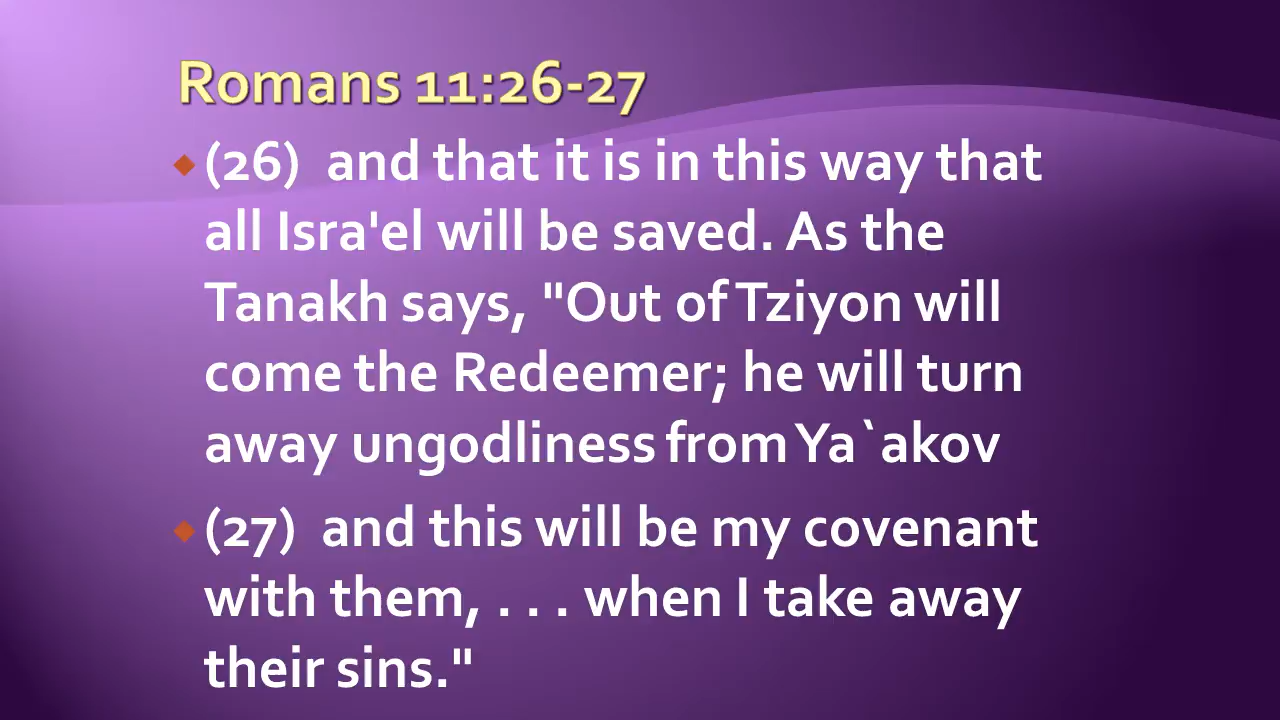 Romans 11:26-27
(26)  and that it is in this way that
all Isra'el will be saved. As the
Tanakh says, "Out of Tziyon will
come the Redeemer; he will turn
away ungodliness from Ya`akov
(27)  and this will be my covenant
with them, . . . when I take away
their sins."